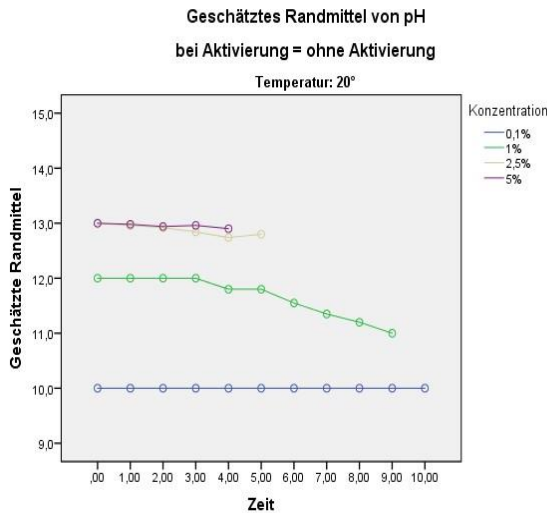 Geschätztes Randmittel von pH
bei Aktivierung = ohne Aktivierung
Temperatur: 20°
Konzentration
0,1%
1%
2,5%
5%
Geschätzte Randmittel
15,0
14,0
13,0
12,0
11,0
10,0
9,0
,00 1,00 2,00 3,00 4,00 5,00 6,00 7,00 8,00 9,00 10,00
Zeit